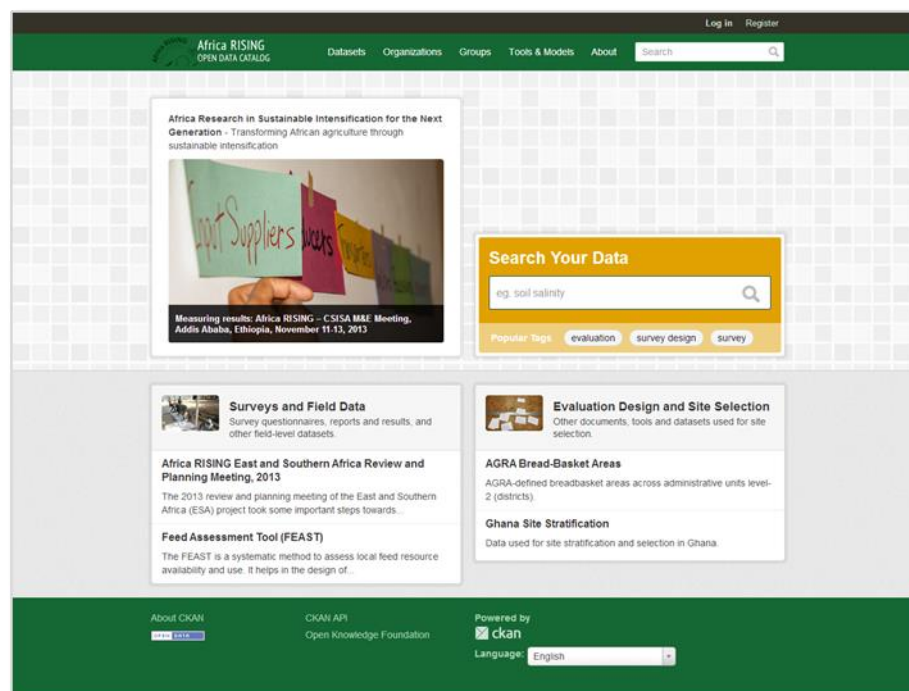 Log in Register
Africa RISING
OPEN DATA CATALOG
Datasets Organizations Groups Tools & Models About Search
Africa Research in Sustainable Intensification for the Next
Generation - Transforming African agriculture through
sustainable intensification
Input Suppliers
Measuring results: Africa RISING – CSISA M&E Meeting,
Addis Ababa, Ethiopia, November 11-13, 2013
Search Your Data
eg. soil salinity
Popular Tags evaluation survey design survey
Surveys and Field Data
Survey questionnaires, reports and results, and
other field-level datasets.
Africa RISING East and Southern Africa Review and
Planning Meeting, 2013
The 2013 review and planning meeting of the East and Southern
Africa (ESA) project took some important steps towards...
Feed Assessment Tool (FEAST)
The FEAST is a systematic method to assess local feed resource
availability and use. It helps in the design of...
Evaluation Design and Site Selection
Other documents, tools and datasets used for site
selection.
AGRA Bread-Basket Areas
AGRA-defined breadbasket areas across administrative units level-
2 (districts).
Ghana Site Stratification
Data used for site stratification and selection in Ghana.
About CKAN
OPEN DATA
CKAN API
Open Knowledge Foundation
Powered by
ckan
Language: English